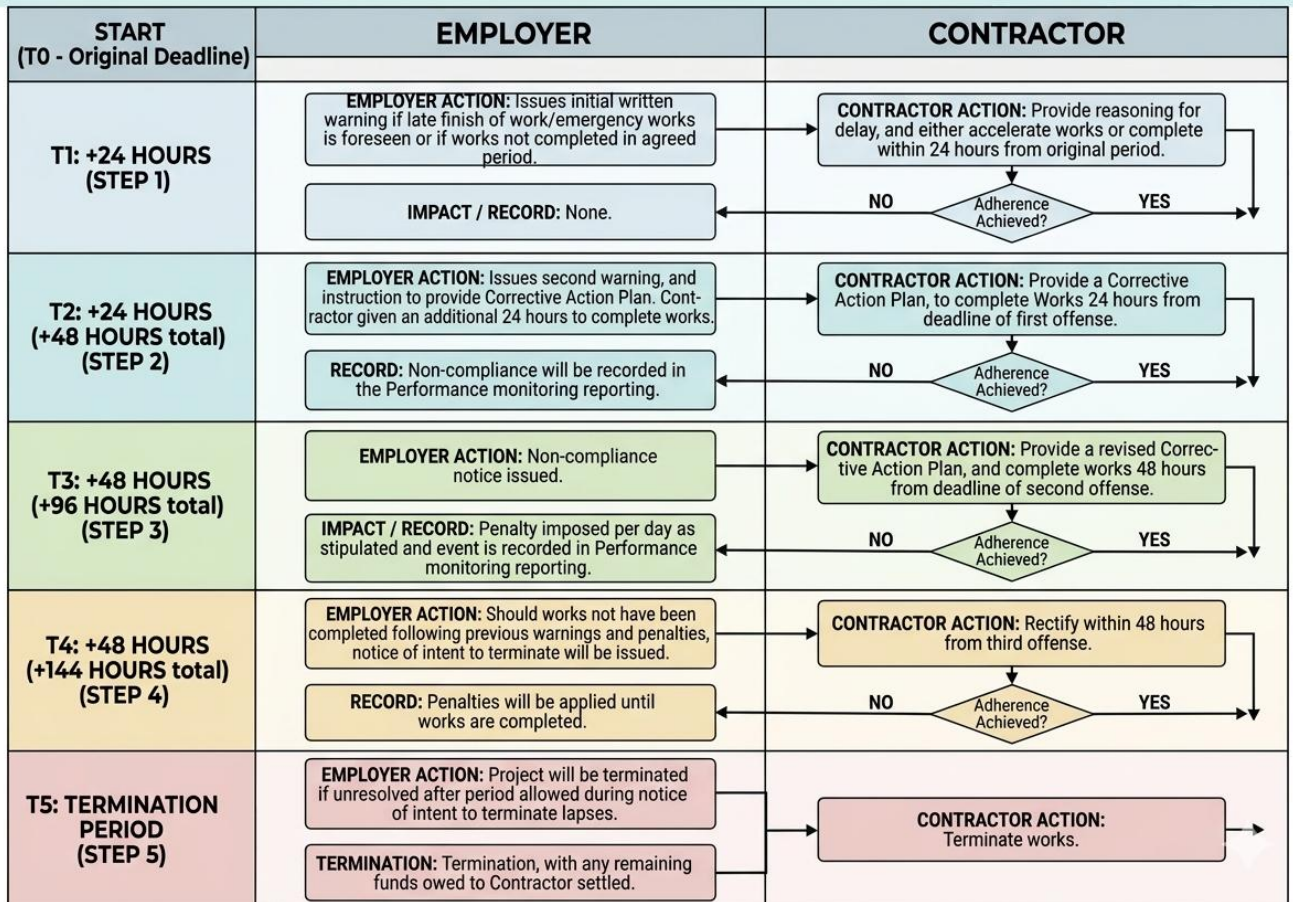 START
(T0 - Original Deadline)
EMPLOYER
CONTRACTOR
T1: +24 HOURS
(STEP 1)
EMPLOYER ACTION: Issues initial written
warning if late finish of work/emergency works
is foreseen or if works not completed in agreed
period.
CONTRACTOR ACTION: Provide reasoning for
delay, and either accelerate works or complete
within 24 hours from original period.
IMPACT / RECORD: None.
NO
Adherence
Achieved?
YES
T2: +24 HOURS
(+48 HOURS total)
(STEP 2)
EMPLOYER ACTION: Issues second warning, and
instruction to provide Corrective Action Plan. Cont-
ractor given an additional 24 hours to complete works.
CONTRACTOR ACTION: Provide a Corrective
Action Plan, to complete Works 24 hours from
deadline of first offense.
RECORD: Non-compliance will be recorded in
the Performance monitoring reporting.
NO
Adherence
Achieved?
YES
T3: +48 HOURS
(+96 HOURS total)
(STEP 3)
EMPLOYER ACTION: Non-compliance
notice issued.
CONTRACTOR ACTION: Provide a revised Correc-
tive Action Plan, and complete works 48 hours
from deadline of second offense.
IMPACT / RECORD: Penalty imposed per day as
stipulated and event is recorded in Performance
monitoring reporting.
NO
Adherence
Achieved?
YES
T4: +48 HOURS
(+144 HOURS total)
(STEP 4)
EMPLOYER ACTION: Should works not have been
completed following previous warnings and penalties,
notice of intent to terminate will be issued.
CONTRACTOR ACTION: Rectify within 48 hours
from third offense.
RECORD: Penalties will be applied until
works are completed.
NO
Adherence
Achieved?
YES
T5: TERMINATION
PERIOD
(STEP 5)
EMPLOYER ACTION: Project will be terminated
if unresolved after period allowed during notice
of intent to terminate lapses.
TERMINATION: Termination, with any remaining
funds owed to Contractor settled.
CONTRACTOR ACTION:
Terminate works.